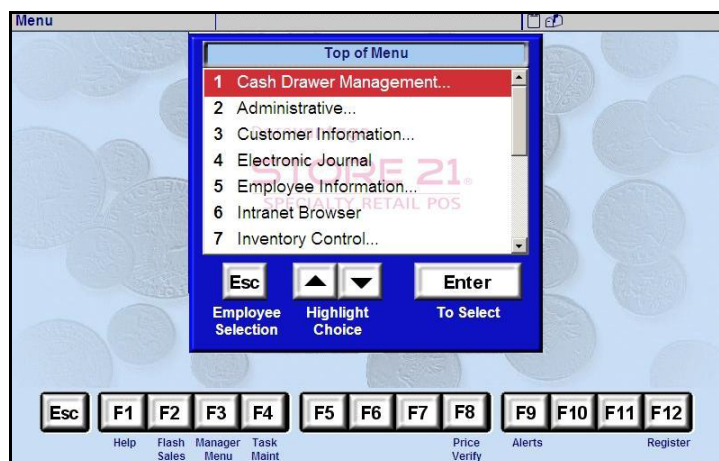 Menu
Top of Menu
1 Cash Drawer Management...
2 Administrative...
3 Customer Information...
4 Electronic Journal
STORE 21®
5 Employee Information...
SPECIALTY RETAIL POS
6 Intranet Browser
7 Inventory Control...
Esc
Enter
Employee Selection
Highlight Choice
To Select
Esc F1 F2 F3 F4 F5 F6 F7 F8 F9 F10 F11 F12
Help
Flash Sales
Manager Menu
Task Maint
Price Verify
Alerts
Register